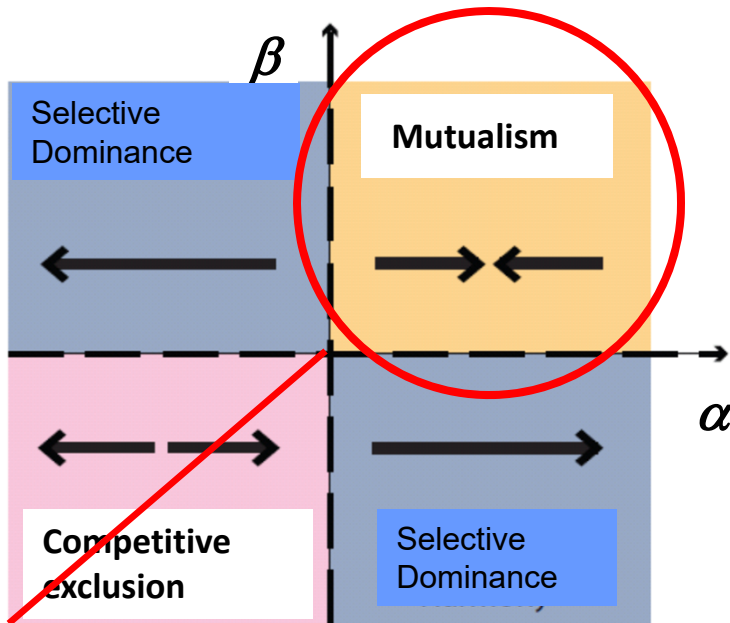 β
Selective
Dominance
Mutualism
α
Competitive
exclusion
Selective
Dominance